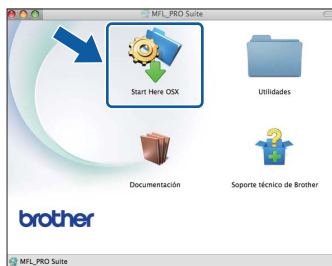 MFL_PRO Suite
Start Here OSX
Utilidades
Documentación
Soporte técnico de Brother
brother
MFL_PRO Suite